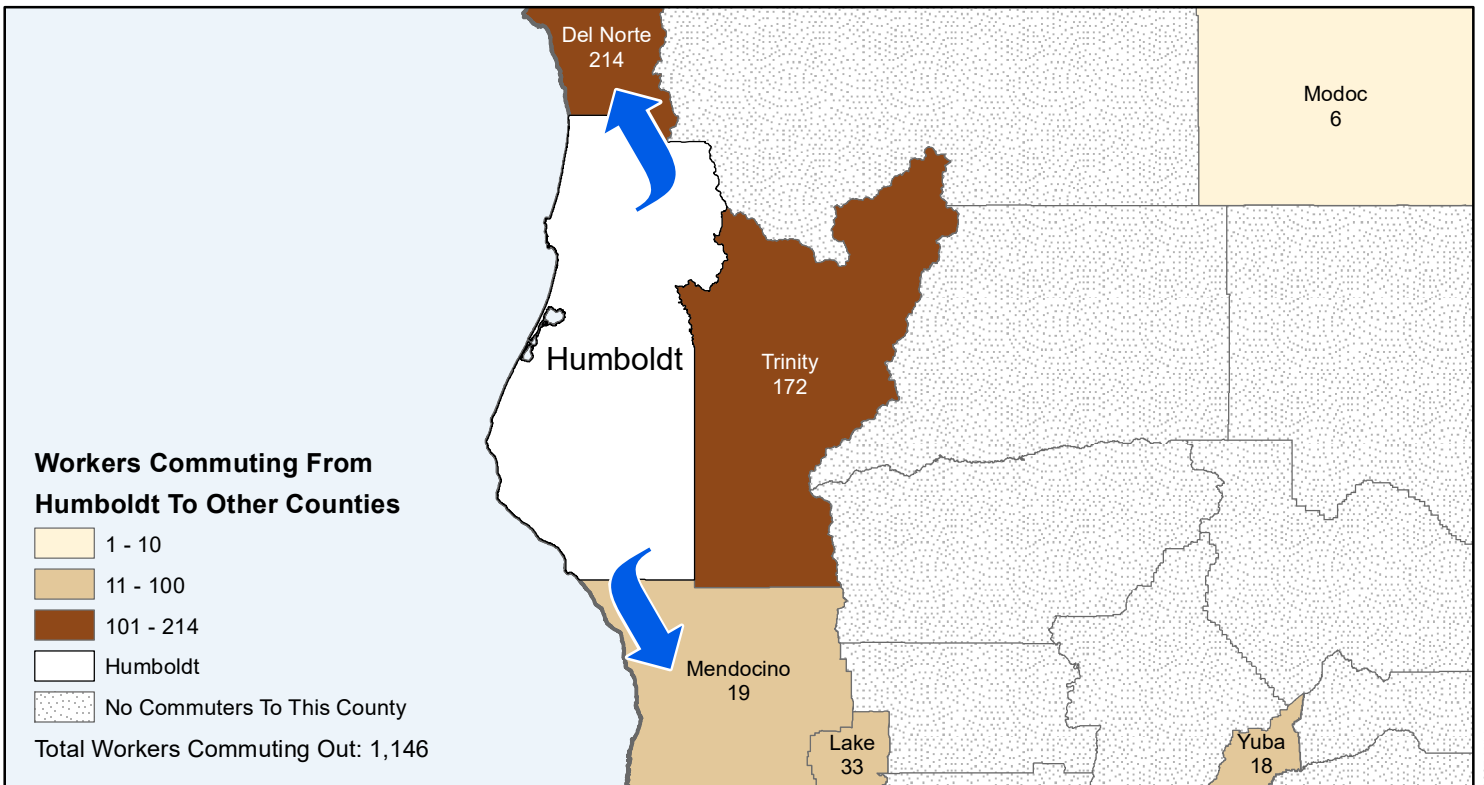 Del Norte
214
Modoc
6
Humboldt
Trinity
172
Workers Commuting From
Humboldt To Other Counties
1 - 10
11 - 100
101 - 214
Humboldt
No Commuters To This County
Total Workers Commuting Out: 1,146
Mendocino
19
Lake
33
Yuba
18